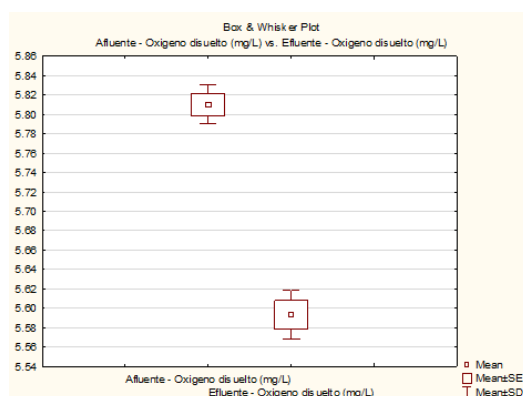 Box & Whisker Plot
Afluente - Oxigeno disuelto (mg/L) vs. Efluente - Oxigeno disuelto (mg/L)
5.86
5.84
5.82
5.80
5.78
5.76
5.74
5.72
5.70
5.68
5.66
5.64
5.62
5.60
5.58
5.56
5.54
Afluente - Oxigeno disuelto (mg/L)
Efluente - Oxigeno disuelto (mg/L)
Mean
Mean±SE
Mean±SD